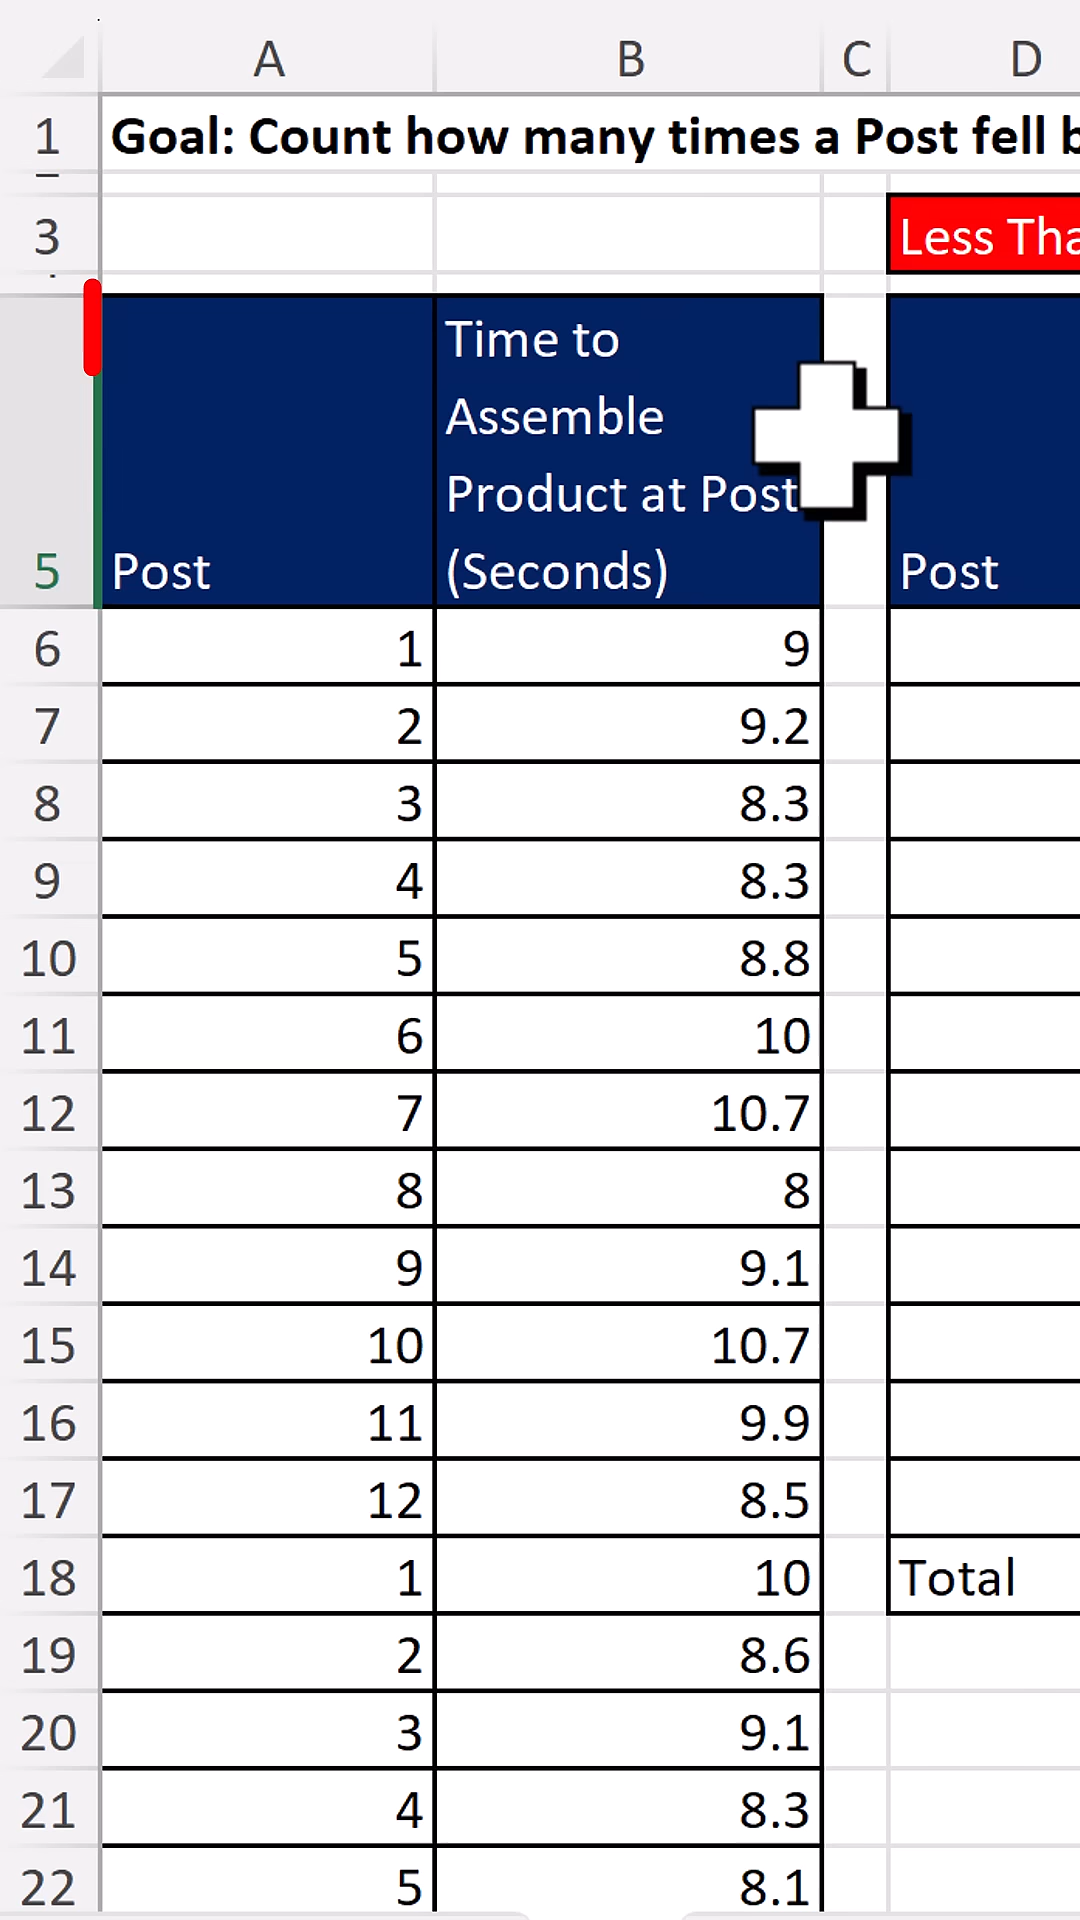 A B C D
1 Goal: Count how many times a Post fell b
3 Less Tha
Time to
Assemble
Product at Post
5 Post (Seconds) Post
6 1 9
7 2 9.2
8 3 8.3
9 4 8.3
10 5 8.8
11 6 10
12 7 10.7
13 8 8
14 9 9.1
15 10 10.7
16 11 9.9
17 12 8.5
18 1 10 Total
19 2 8.6
20 3 9.1
21 4 8.3
22 5 8.1